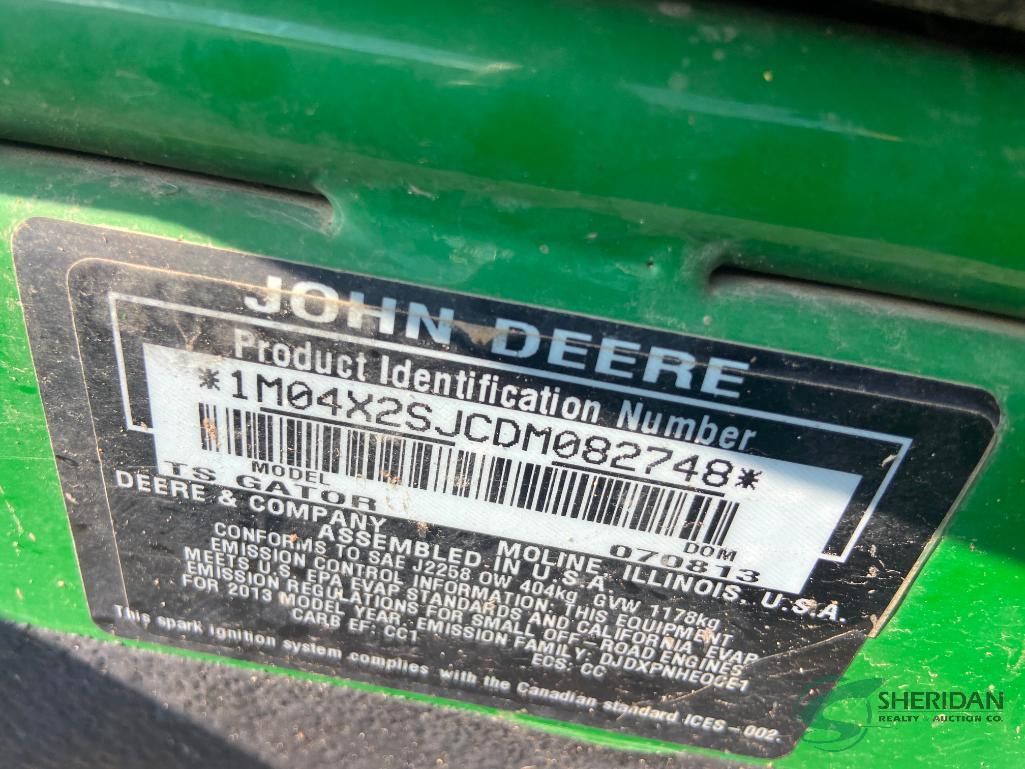 JOHN DEERE
Product Identification Number
*1M04X2SJCDM082748*
MODEL DOM
TS GATOR 070813
DEERE & COMPANY MOLINE, ILLINOIS, U.S.A.
ASSEMBLED IN U.S.A
CONFORMS TO SAE J2258 OW 404kg GVW 1178kg
EMISSION CONTROL INFORMATION: THIS EQUIPMENT
MEETS U.S. EPA EVAP STANDARDS AND CALIFORNIA EVAP
EMISSION REGULATIONS FOR SMALL OFF-ROAD ENGINES
FOR 2013 MODEL YEAR. EMISSION FAMILY: DJDXPNHEOGE1
CARB EF: CC1 ECS: CC
This spark ignition system complies with the Canadian standard ICES-002
SHERIDAN
REALTY & AUCTION CO.